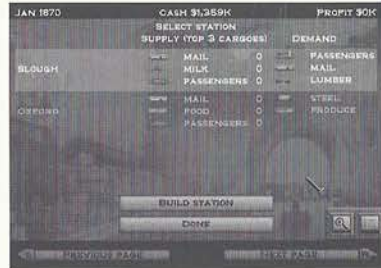 JAN 1870 CASH $1,359K PROFIT $0K
SELECT STATION
SUPPLY (TOP 3 CARGOES) DEMAND
MAIL 0 PASSENGERS
SLOUGH MILK 0 MAIL
PASSENGERS 0 LUMBER
MAIL 0 STEEL
OXFORD FOOD 0 PRODUCE
PASSENGERS 0
BUILD STATION
DONE
PREVIOUS PAGE NEXT PAGE